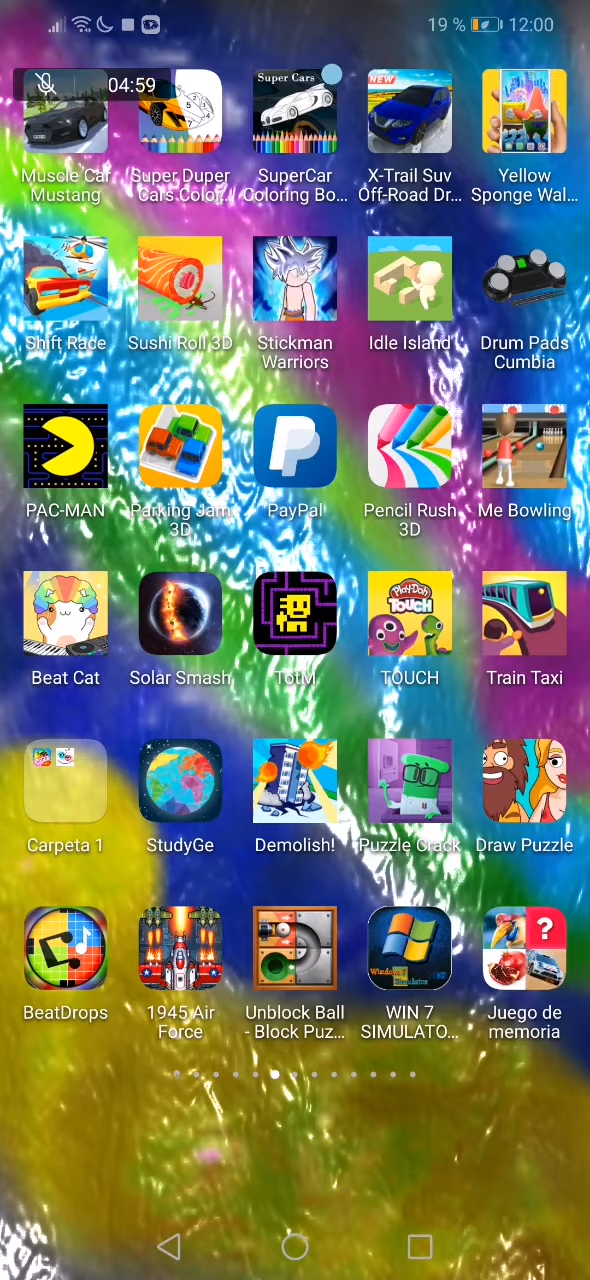 19 % 12:00
04:59
Super Cars
NEW
Muscle Car
Mustang
Super Duper
Cars Color...
SuperCar
Coloring Bo...
X-Trail Suv
Off-Road Dr...
Yellow
Sponge Wal...
Shift Race
Sushi Roll 3D
Stickman
Warriors
Idle Island
Drum Pads
Cumbia
PAC-MAN
Parking Jam
3D
PayPal
Pencil Rush
3D
Me Bowling
Play-Doh
TOUCH
Beat Cat
Solar Smash
TotM
TOUCH
Train Taxi
Carpeta 1
StudyGe
Demolish!
Puzzle Crack
Draw Puzzle
Windows 7
Simulator
?
BeatDrops
1945 Air
Force
Unblock Ball
- Block Puz...
WIN 7
SIMULATO...
Juego de
memoria